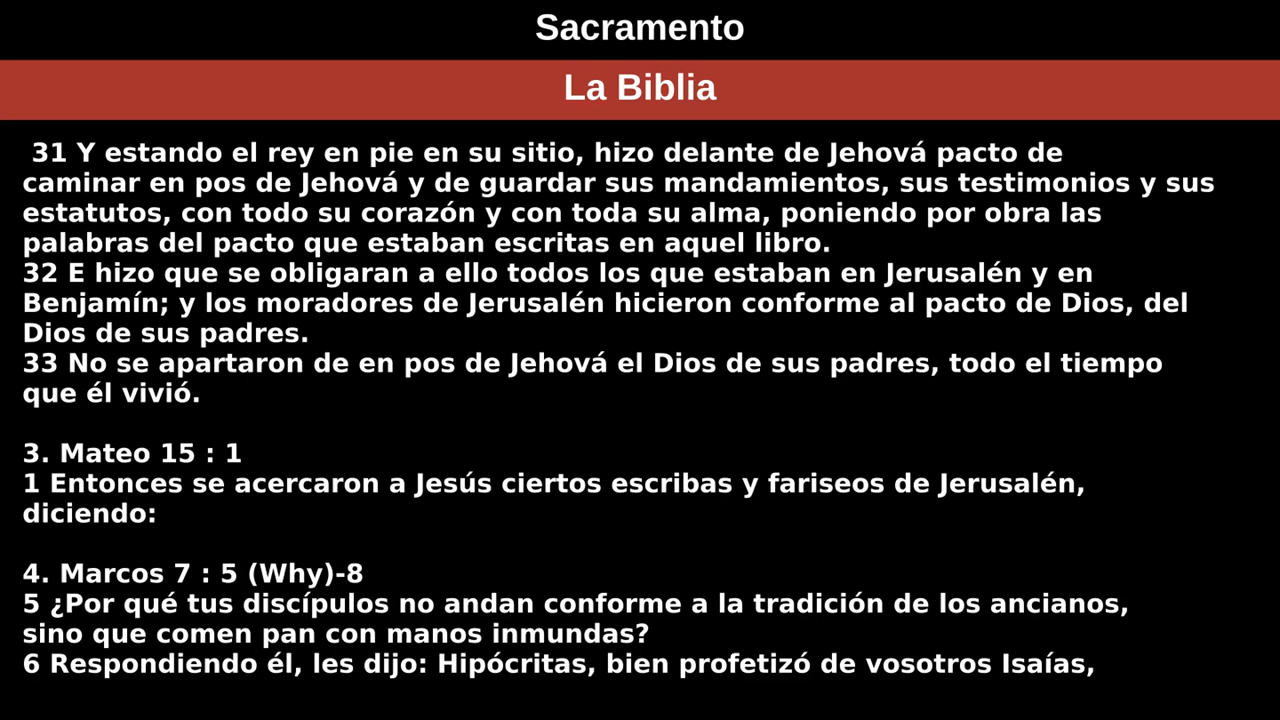 Sacramento
La Biblia
31 Y estando el rey en pie en su sitio, hizo delante de Jehová pacto de
caminar en pos de Jehová y de guardar sus mandamientos, sus testimonios y sus
estatutos, con todo su corazón y con toda su alma, poniendo por obra las
palabras del pacto que estaban escritas en aquel libro.
32 E hizo que se obligaran a ello todos los que estaban en Jerusalén y en
Benjamín; y los moradores de Jerusalén hicieron conforme al pacto de Dios, del
Dios de sus padres.
33 No se apartaron de en pos de Jehová el Dios de sus padres, todo el tiempo
que él vivió.
3. Mateo 15 : 1
1 Entonces se acercaron a Jesús ciertos escribas y fariseos de Jerusalén,
diciendo:
4. Marcos 7 : 5 (Why)-8
5 ¿Por qué tus discípulos no andan conforme a la tradición de los ancianos,
sino que comen pan con manos inmundas?
6 Respondiendo él, les dijo: Hipócritas, bien profetizó de vosotros Isaías,